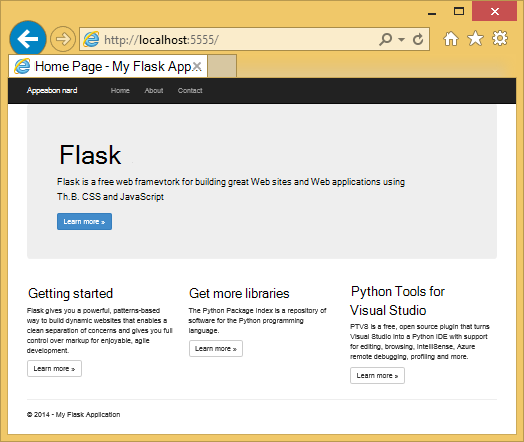 http://localhost:5555/
Home Page - My Flask App...
Appeabon nard Home About Contact
Flask
Flask is a free web framevtork for building great Web sites and Web applications using
Th.B. CSS and JavaScript
Learn more »
Getting started
Flask gives you a powerful, patterns-based
way to build dynamic websites that enables a
clean separation of concerns and gives you full
control over markup for enjoyable, agile
development.
Learn more »
Get more libraries
The Python Package Index is a repository of
software for the Python programming
language.
Learn more »
Python Tools for
Visual Studio
PTVS is a free, open source plugin that turns
Visual Studio into a Python IDE with support
for editing, browsing, IntelliSense, Azure
remote debugging, profiling and more.
Learn more »
© 2014 - My Flask Application